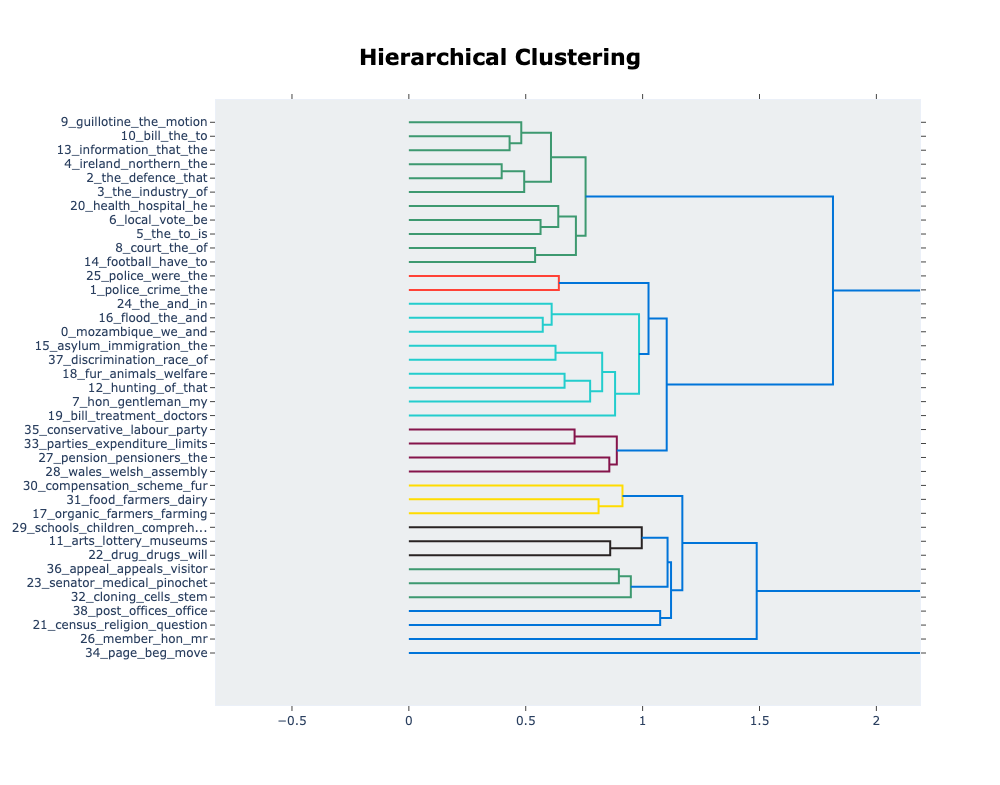 Hierarchical Clustering
9_guillotine_the_motion
10_bill_the_to
13_information_that_the
4_ireland_northern_the
2_the_defence_that
3_the_industry_of
20_health_hospital_he
6_local_vote_be
5_the_to_is
8_court_the_of
14_football_have_to
25_police_were_the
1_police_crime_the
24_the_and_in
16_flood_the_and
0_mozambique_we_and
15_asylum_immigration_the
37_discrimination_race_of
18_fur_animals_welfare
12_hunting_of_that
7_hon_gentleman_my
19_bill_treatment_doctors
35_conservative_labour_party
33_parties_expenditure_limits
27_pension_pensioners_the
28_wales_welsh_assembly
30_compensation_scheme_fur
31_food_farmers_dairy
17_organic_farmers_farming
29_schools_children_compreh...
11_arts_lottery_museums
22_drug_drugs_will
36_appeal_appeals_visitor
23_senator_medical_pinochet
32_cloning_cells_stem
38_post_offices_office
21_census_religion_question
26_member_hon_mr
34_page_beg_move
−0.5 0 0.5 1 1.5 2